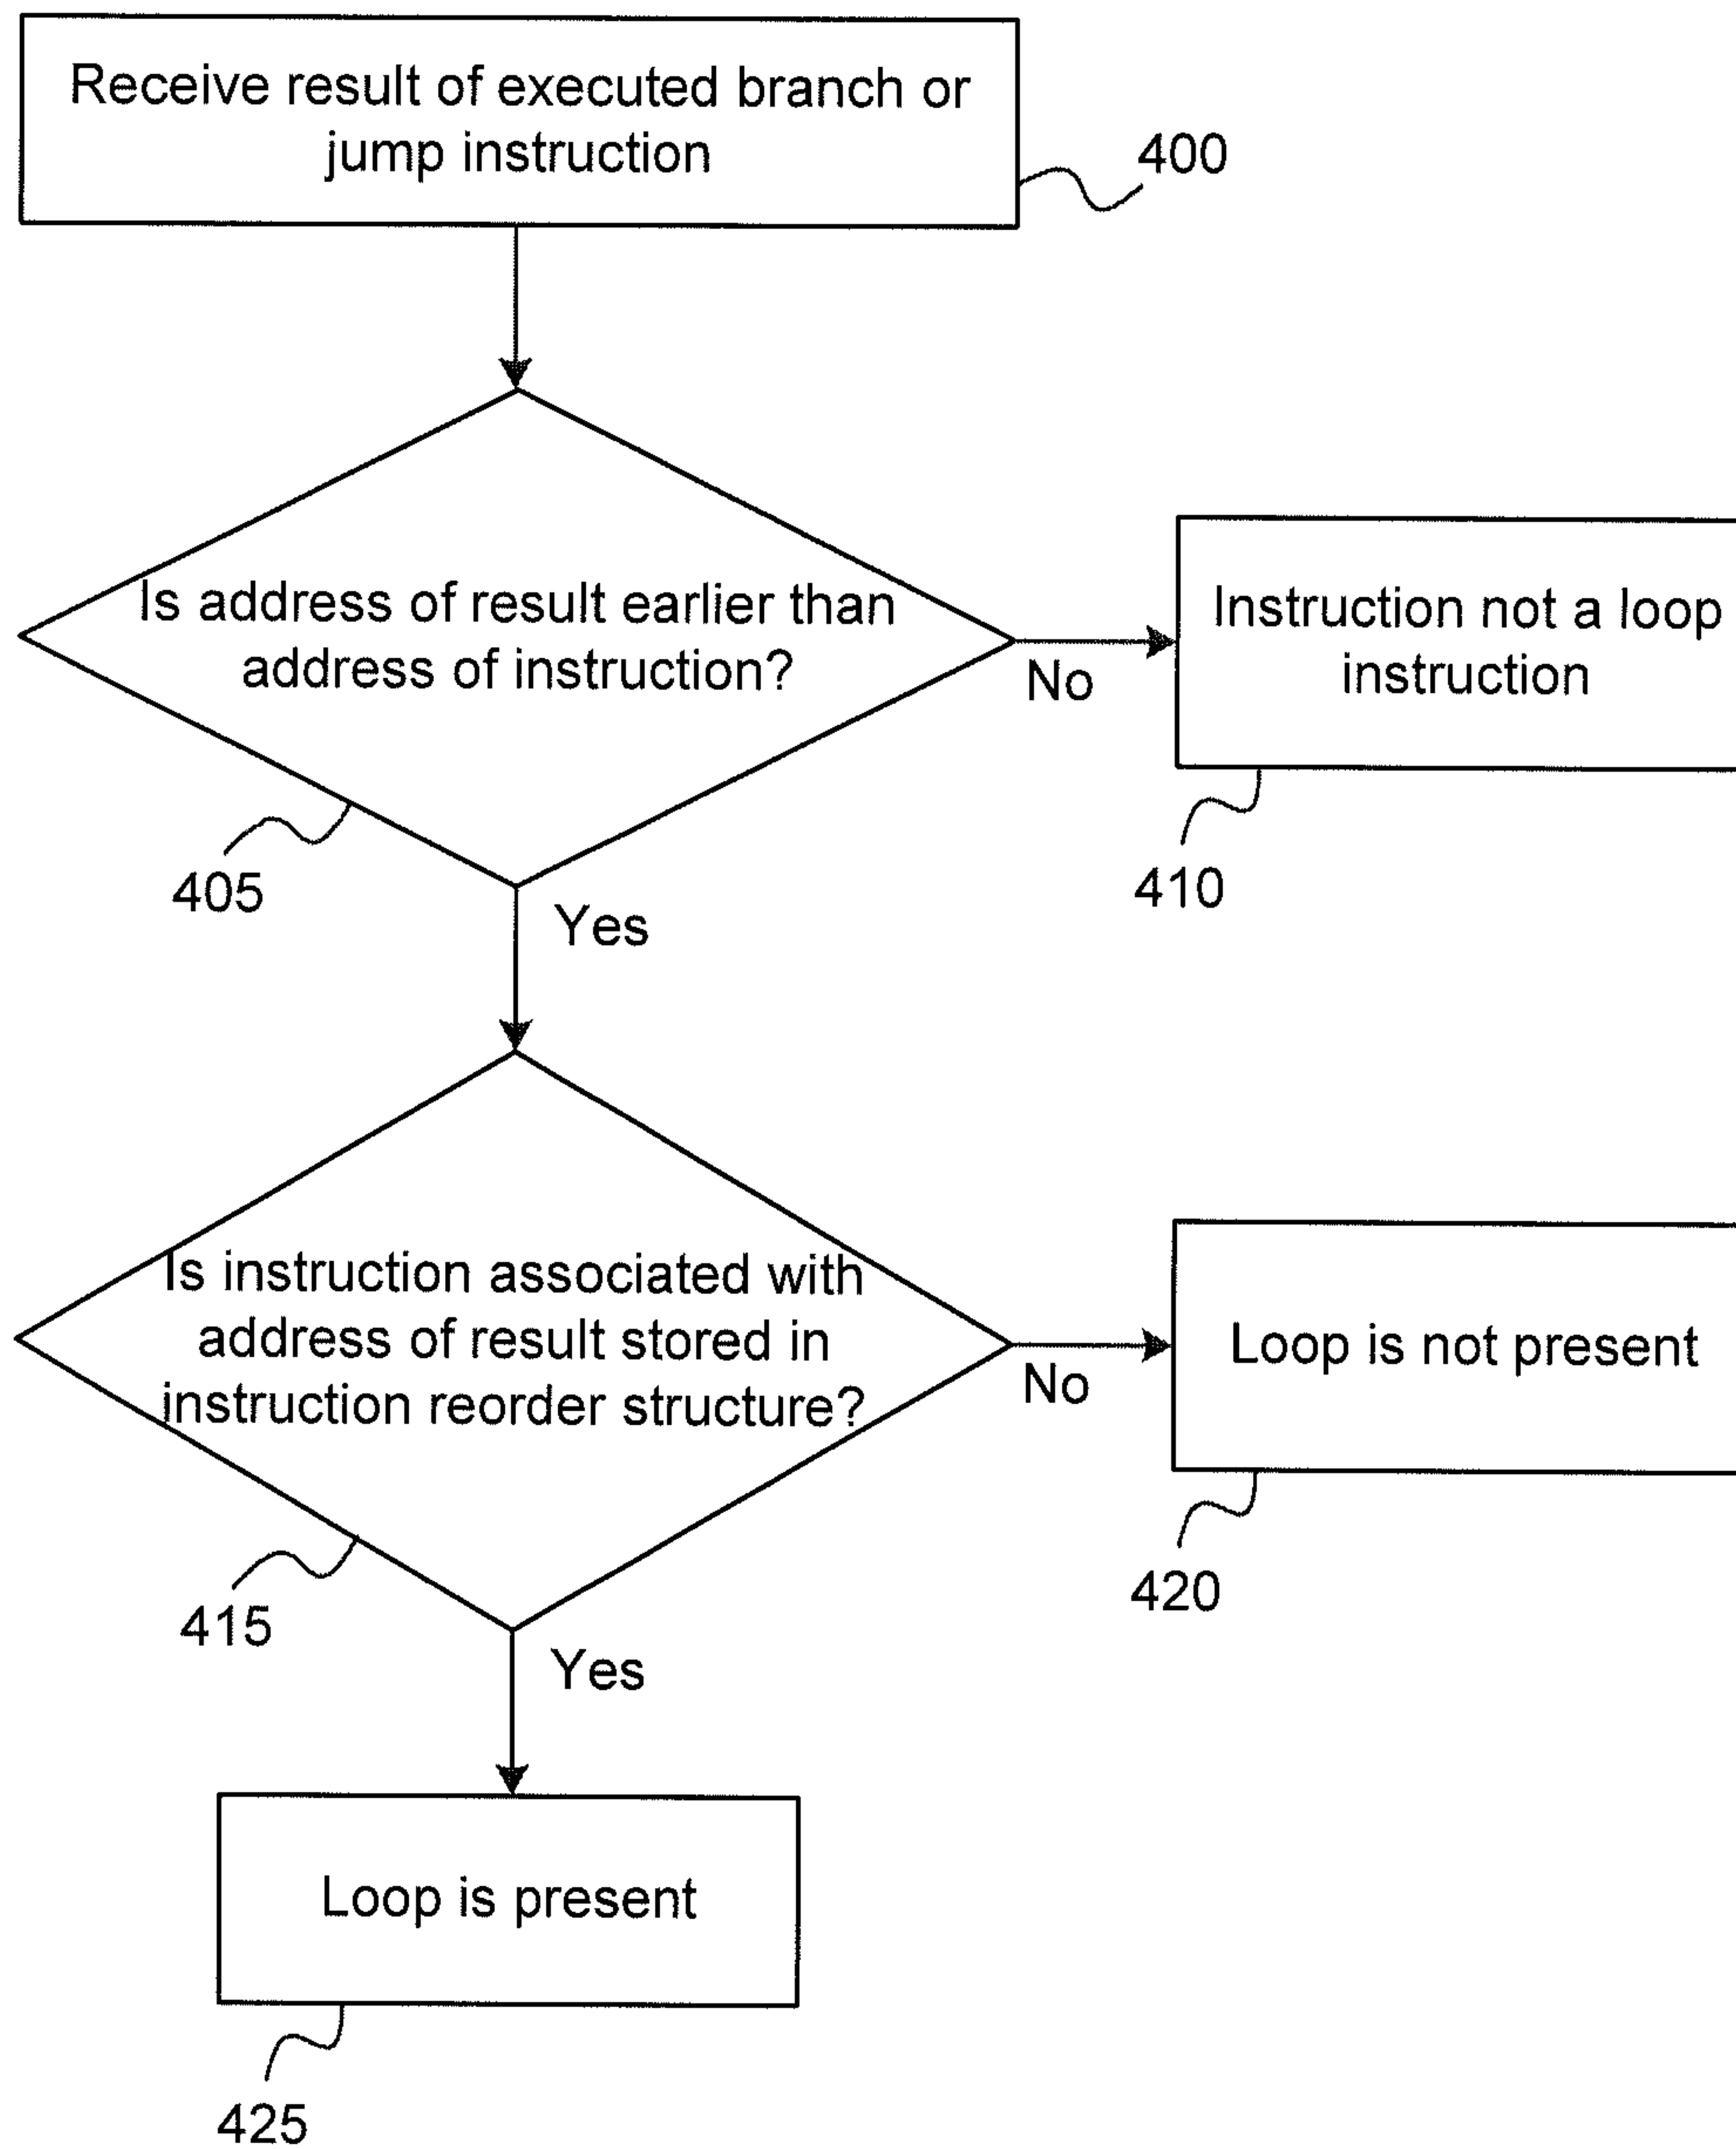 Receive result of executed branch or
jump instruction
400
Is address of result earlier than
address of instruction?
No
Instruction not a loop
instruction
405
410
Yes
Is instruction associated with
address of result stored in
instruction reorder structure?
No
Loop is not present
415
420
Yes
Loop is present
425